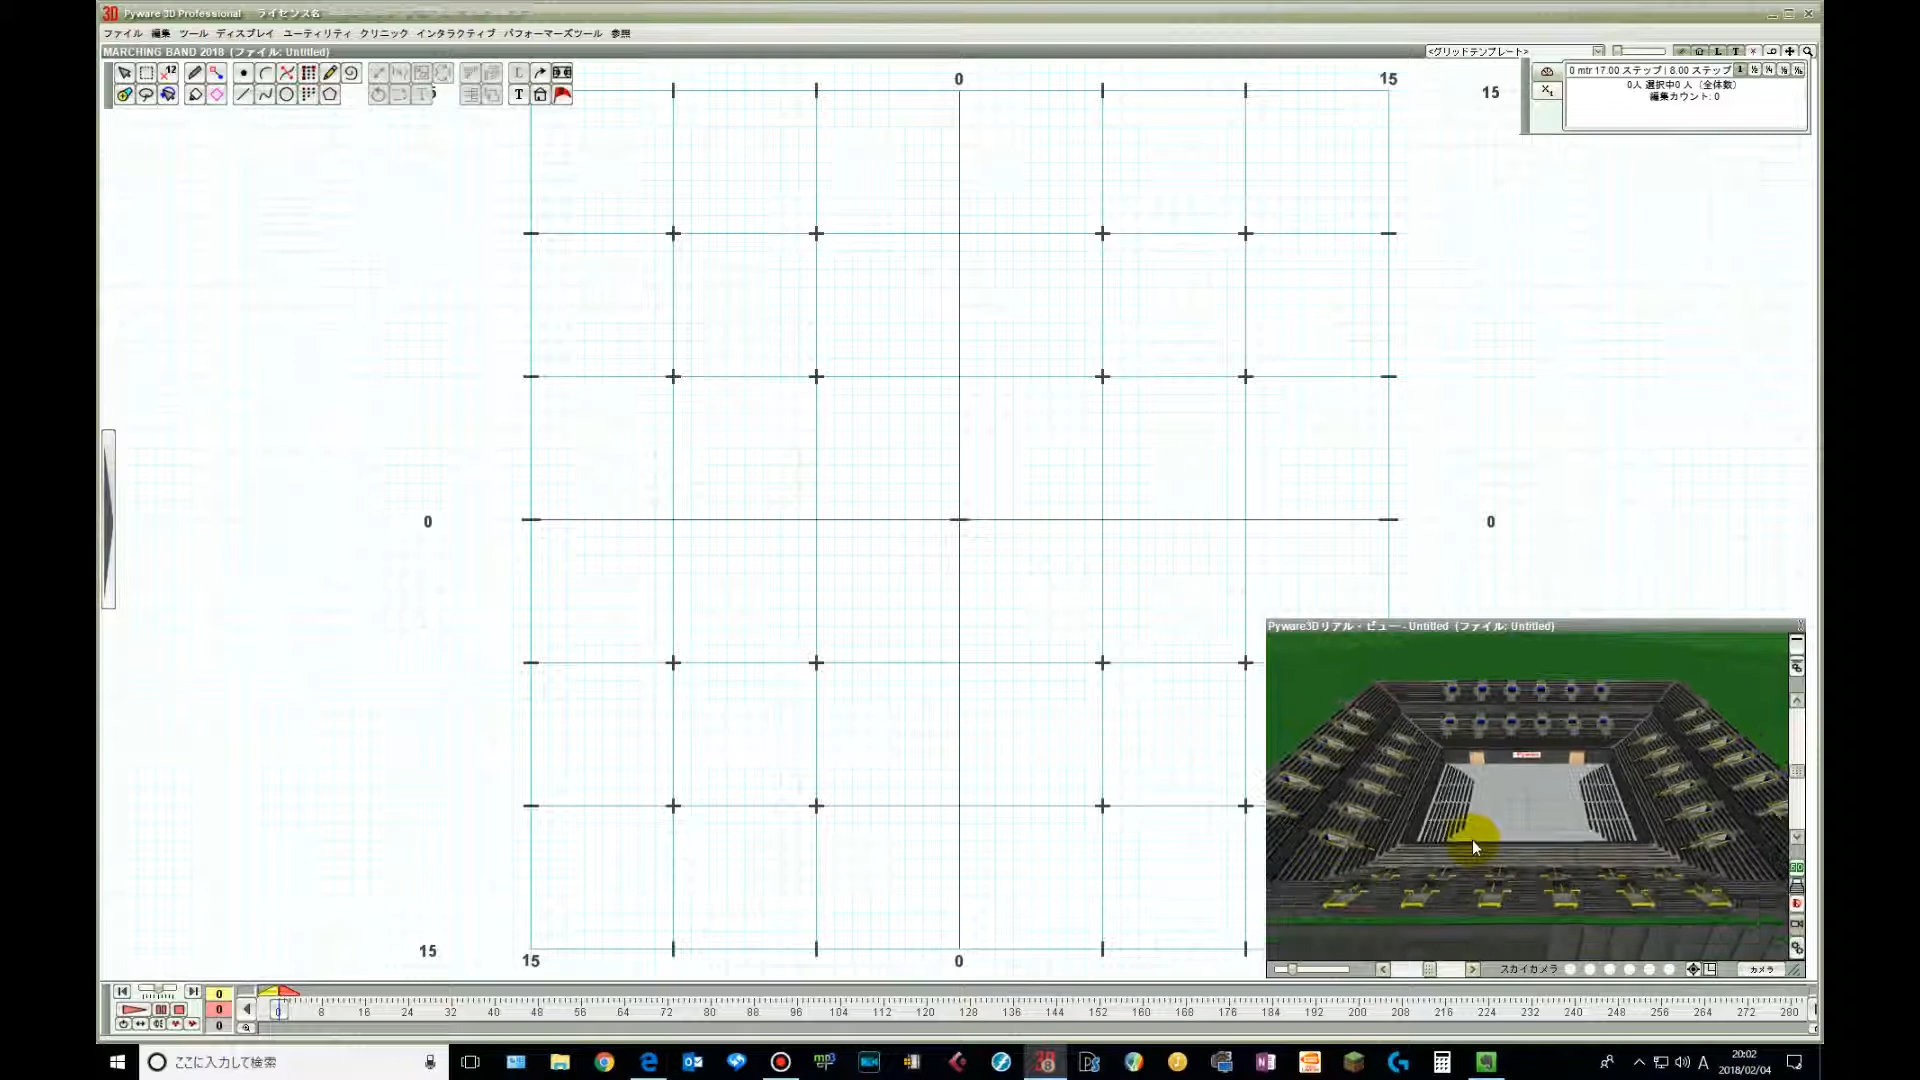 3D Pyware 3D Professional ライセンス名
ファイル 編集 ツール ディスプレイ ユーティリティ クリニック インタラクティブ パフォーマーズツール 参照
MARCHING BAND 2018 (ファイル: Untitled)
<グリッドテンプレート>
L T
12
L
T
0 mtr 17.00 ステップ | 8.00 ステップ
0人 選択中0 人 (全体数)
編集カウント: 0
X1
0 15
5 15
0 0
15
15 0
Pyware3Dリアル・ビュー - Untitled (ファイル: Untitled)
Pyware
スカイカメラ
カメラ
0
0
0
0 8 16 24 32 40 48 56 64 72 80 88 96 104 112 120 128 136 144 152 160 168 176 184 192 200 208 216 224 232 240 248 256 264 272 280
ここに入力して検索
mp3
A
20:02
2018/02/04